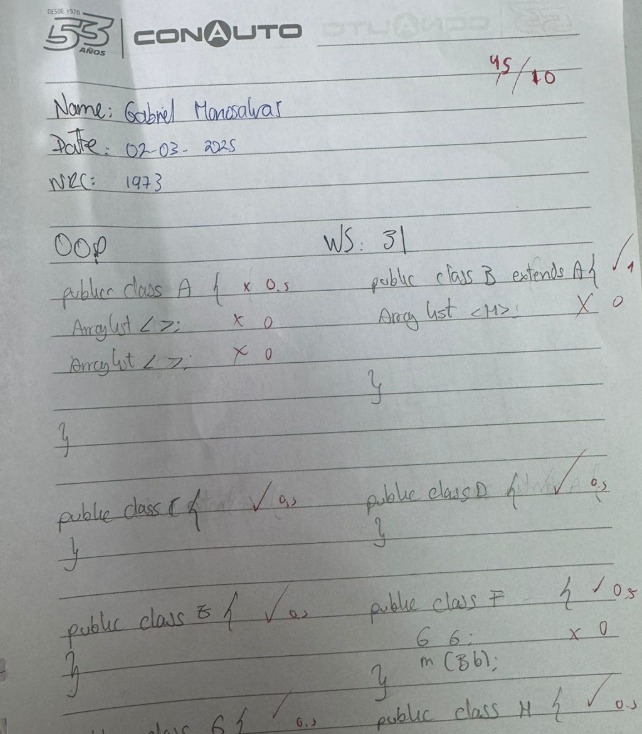 DESDE 1970
53 AÑOS CONAUTO
4,5/10
Name: Gabriel Manosalvas
Date: 02-03-2025
NRC: 1973
OOP WS: 31
public class A { x 0.5
ArrayList < >; x 0
ArrayList < >; x 0
}
public class B extends A{ ✓ 1
Array list <H>; X 0
}
public class C{ ✓ 0,5
}
public class D { ✓ 0,5
}
public class E { ✓ 0.5
}
public class F { ✓ 0.5
G G; x 0
m (Bb);
}
class G { ✓ 0.5
public class H { ✓ 0.5